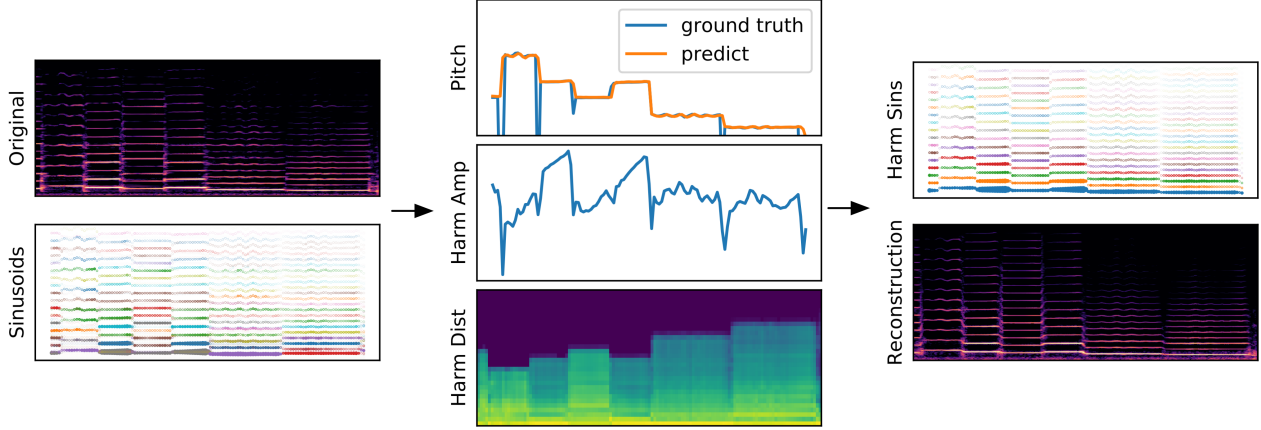 Original
Sinusoids
Pitch
ground truth
predict
Harm Amp
Harm Dist
Harm Sins
Reconstruction